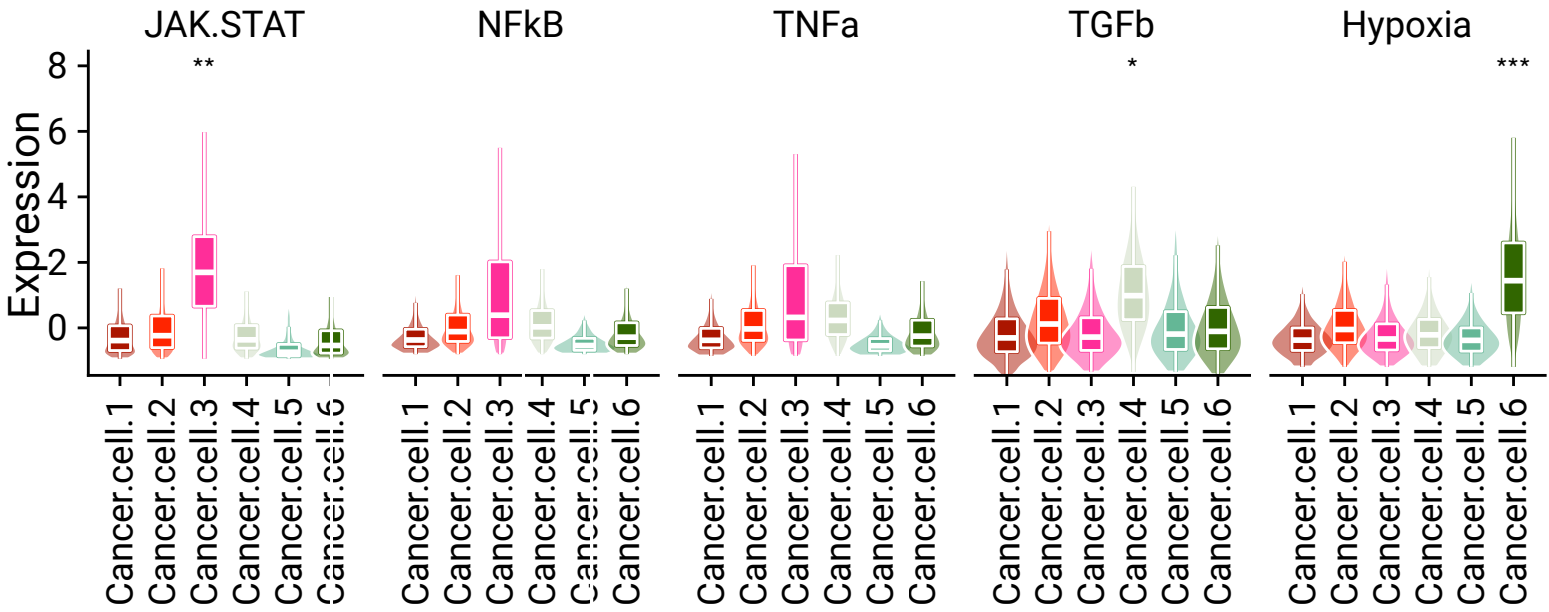 JAK.STAT NFkB TNFa TGFb Hypoxia
** * ***
Expression
8
6
4
2
0
Cancer.cell.1 Cancer.cell.2 Cancer.cell.3 Cancer.cell.4 Cancer.cell.5 Cancer.cell.6
Cancer.cell.1 Cancer.cell.2 Cancer.cell.3 Cancer.cell.4 Cancer.cell.5 Cancer.cell.6
Cancer.cell.1 Cancer.cell.2 Cancer.cell.3 Cancer.cell.4 Cancer.cell.5 Cancer.cell.6
Cancer.cell.1 Cancer.cell.2 Cancer.cell.3 Cancer.cell.4 Cancer.cell.5 Cancer.cell.6
Cancer.cell.1 Cancer.cell.2 Cancer.cell.3 Cancer.cell.4 Cancer.cell.5 Cancer.cell.6